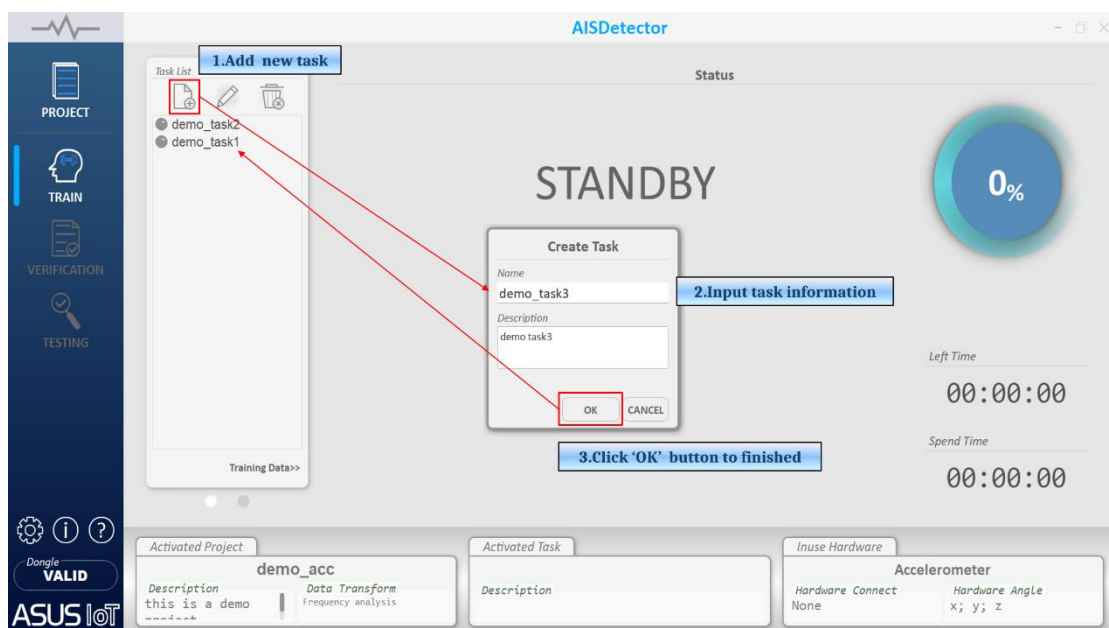 AISDetector
1.Add new task
Task List
Status
PROJECT
demo_task2
demo_task1
TRAIN
STANDBY
0%
Create Task
Name
demo_task3
2.Input task information
VERIFICATION
Description
demo task3
TESTING
Left Time
00:00:00
OK
CANCEL
Spend Time
3.Click ‘OK’ button to finished
Training Data>>
00:00:00
Activated Project
Activated Task
Inuse Hardware
Dongle
VALID
demo_acc
Accelerometer
Description
Data Transform
Description
Hardware Connect
Hardware Angle
this is a demo
Frequency analysis
None
x; y; z
ASUS IoT